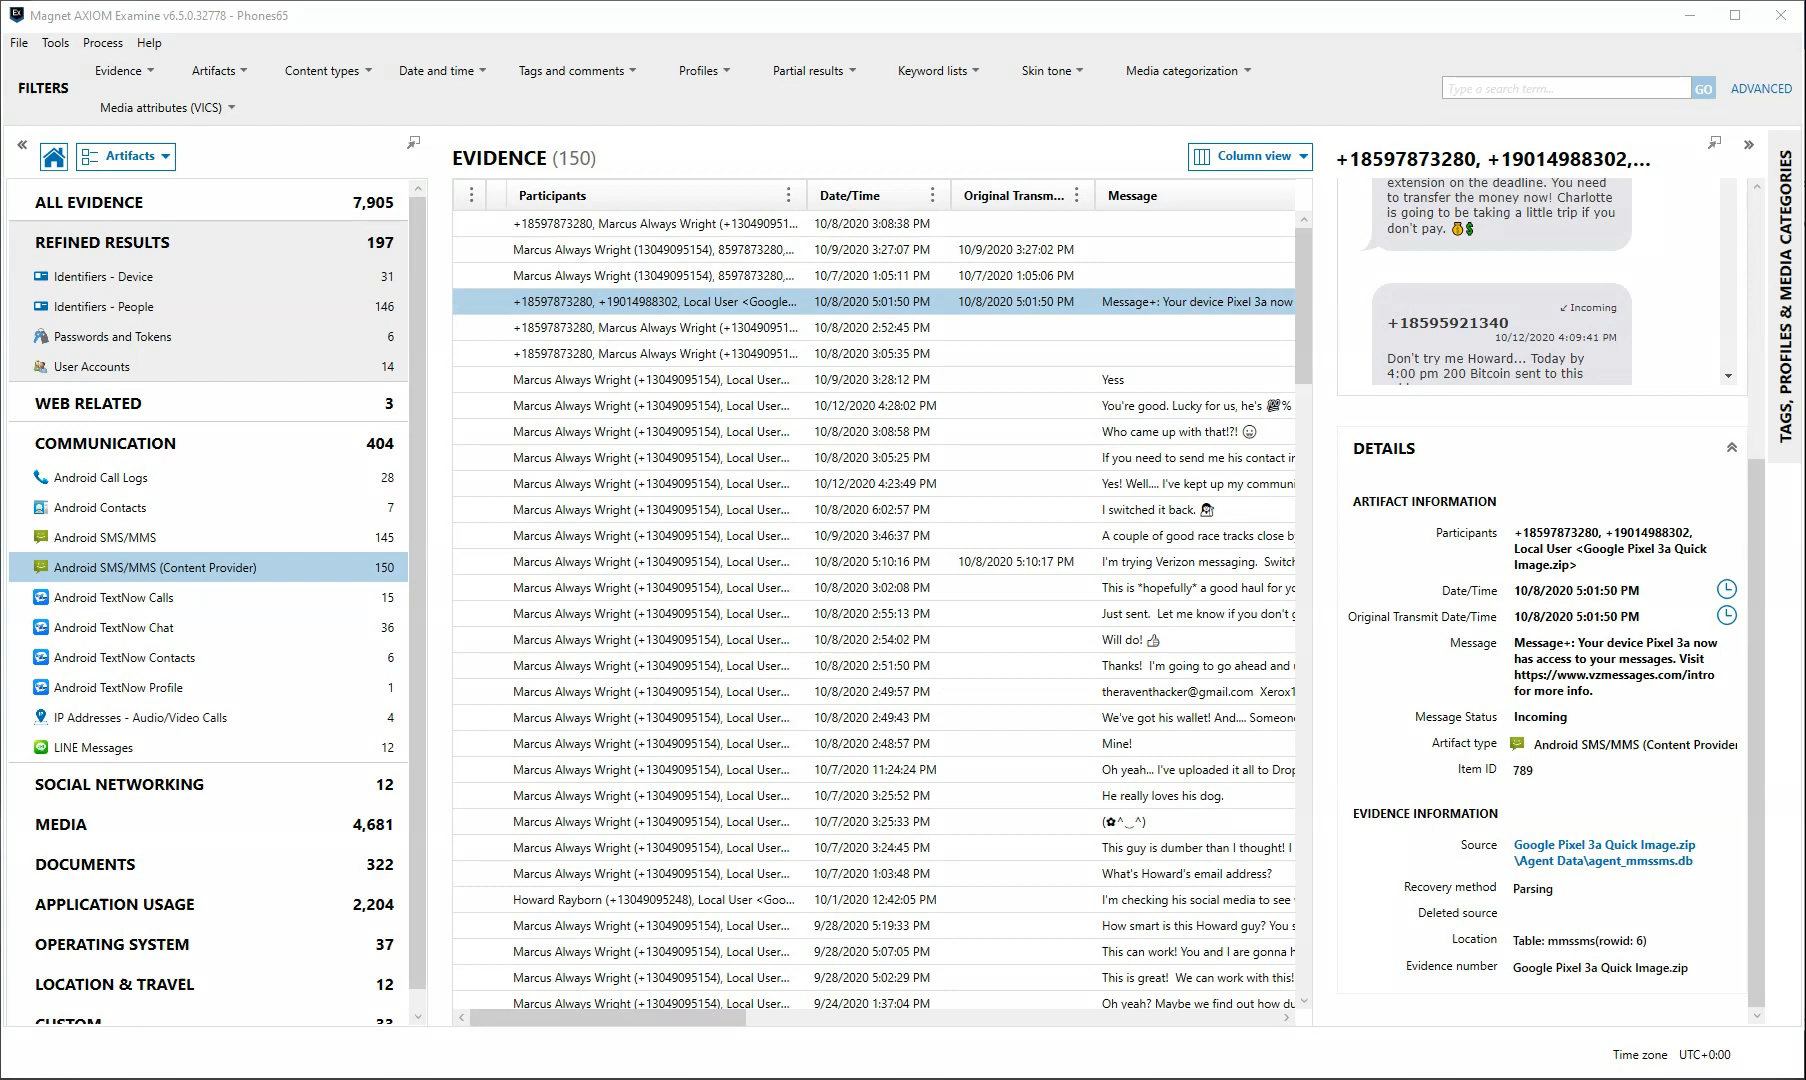 Magnet AXIOM Examine v6.5.0.32778 - Phones65
File Tools Process Help
FILTERS
Evidence Artifacts Content types Date and time Tags and comments Profiles Partial results Keyword lists Skin tone Media categorization
Media attributes (VICS)
Type a search term... GO ADVANCED
Artifacts
ALL EVIDENCE 7,905
REFINED RESULTS 197
Identifiers - Device 31
Identifiers - People 146
Passwords and Tokens 6
User Accounts 14
WEB RELATED 3
COMMUNICATION 404
Android Call Logs 28
Android Contacts 7
Android SMS/MMS 145
Android SMS/MMS (Content Provider) 150
Android TextNow Calls 15
Android TextNow Chat 36
Android TextNow Contacts 6
Android TextNow Profile 1
IP Addresses - Audio/Video Calls 4
LINE Messages 12
SOCIAL NETWORKING 12
MEDIA 4,681
DOCUMENTS 322
APPLICATION USAGE 2,204
OPERATING SYSTEM 37
LOCATION & TRAVEL 12
CUSTOM 33
EVIDENCE (150)
Column view
Participants Date/Time Original Transm... Message
+18597873280, Marcus Always Wright (+130490951... 10/8/2020 3:08:38 PM
Marcus Always Wright (13049095154), 8597873280,... 10/9/2020 3:27:07 PM 10/9/2020 3:27:02 PM
Marcus Always Wright (13049095154), 8597873280,... 10/7/2020 1:05:11 PM 10/7/2020 1:05:06 PM
+18597873280, +19014988302, Local User <Google... 10/8/2020 5:01:50 PM 10/8/2020 5:01:50 PM Message+: Your device Pixel 3a now
+18597873280, Marcus Always Wright (+130490951... 10/8/2020 2:52:45 PM
+18597873280, Marcus Always Wright (+130490951... 10/8/2020 3:05:35 PM
Marcus Always Wright (+13049095154), Local User... 10/9/2020 3:28:12 PM Yess
Marcus Always Wright (+13049095154), Local User... 10/12/2020 4:28:02 PM You're good. Lucky for us, he's 💯%
Marcus Always Wright (+13049095154), Local User... 10/8/2020 3:08:58 PM Who came up with that!?! 😀
Marcus Always Wright (+13049095154), Local User... 10/8/2020 3:05:25 PM If you need to send me his contact in
Marcus Always Wright (+13049095154), Local User... 10/12/2020 4:23:49 PM Yes! Well.... I've kept up my communi
Marcus Always Wright (+13049095154), Local User... 10/8/2020 6:02:57 PM I switched it back.
Marcus Always Wright (+13049095154), Local User... 10/9/2020 3:46:37 PM A couple of good race tracks close b
Marcus Always Wright (+13049095154), Local User... 10/8/2020 5:10:16 PM 10/8/2020 5:10:17 PM I'm trying Verizon messaging. Switch
Marcus Always Wright (+13049095154), Local User... 10/8/2020 3:02:08 PM This is *hopefully* a good haul for yo
Marcus Always Wright (+13049095154), Local User... 10/8/2020 2:55:13 PM Just sent. Let me know if you don't g
Marcus Always Wright (+13049095154), Local User... 10/8/2020 2:54:02 PM Will do! 👍
Marcus Always Wright (+13049095154), Local User... 10/8/2020 2:51:50 PM Thanks! I'm going to go ahead and
Marcus Always Wright (+13049095154), Local User... 10/8/2020 2:49:57 PM theraventhacker@gmail.com Xerox1
Marcus Always Wright (+13049095154), Local User... 10/8/2020 2:49:43 PM We've got his wallet! And.... Someon
Marcus Always Wright (+13049095154), Local User... 10/8/2020 2:48:57 PM Mine!
Marcus Always Wright (+13049095154), Local User... 10/7/2020 11:24:24 PM Oh yeah... I've uploaded it all to Drop
Marcus Always Wright (+13049095154), Local User... 10/7/2020 3:25:52 PM He really loves his dog.
Marcus Always Wright (+13049095154), Local User... 10/7/2020 3:25:33 PM (✿^‿^)
Marcus Always Wright (+13049095154), Local User... 10/7/2020 3:24:45 PM This guy is dumber than I thought! I
Marcus Always Wright (+13049095154), Local User... 10/7/2020 1:03:48 PM What's Howard's email address?
Howard Rayborn (+13049095248), Local User <Goo... 10/1/2020 12:42:05 PM I'm checking his social media to see
Marcus Always Wright (+13049095154), Local User... 9/28/2020 5:19:33 PM How smart is this Howard guy? You s
Marcus Always Wright (+13049095154), Local User... 9/28/2020 5:07:05 PM This can work! You and I are gonna h
Marcus Always Wright (+13049095154), Local User... 9/28/2020 5:02:29 PM This is great! We can work with this!
Marcus Always Wright (+13049095154), Local User... 9/24/2020 1:37:04 PM Oh yeah? Maybe we find out how du
+18597873280, +19014988302,...
extension on the deadline. You need
to transfer the money now! Charlotte
is going to be taking a little trip if you
don't pay. 💰💲
Incoming
+18595921340
10/12/2020 4:09:41 PM
Don't try me Howard... Today by
4:00 pm 200 Bitcoin sent to this
DETAILS
ARTIFACT INFORMATION
Participants +18597873280, +19014988302,
Local User <Google Pixel 3a Quick
Image.zip>
Date/Time 10/8/2020 5:01:50 PM
Original Transmit Date/Time 10/8/2020 5:01:50 PM
Message Message+: Your device Pixel 3a now
has access to your messages. Visit
https://www.vzmessages.com/intro
for more info.
Message Status Incoming
Artifact type Android SMS/MMS (Content Provider
Item ID 789
EVIDENCE INFORMATION
Source Google Pixel 3a Quick Image.zip
\Agent Data\agent_mmssms.db
Recovery method Parsing
Deleted source
Location Table: mmssms(rowid: 6)
Evidence number Google Pixel 3a Quick Image.zip
TAGS, PROFILES & MEDIA CATEGORIES
Time zone UTC+0:00